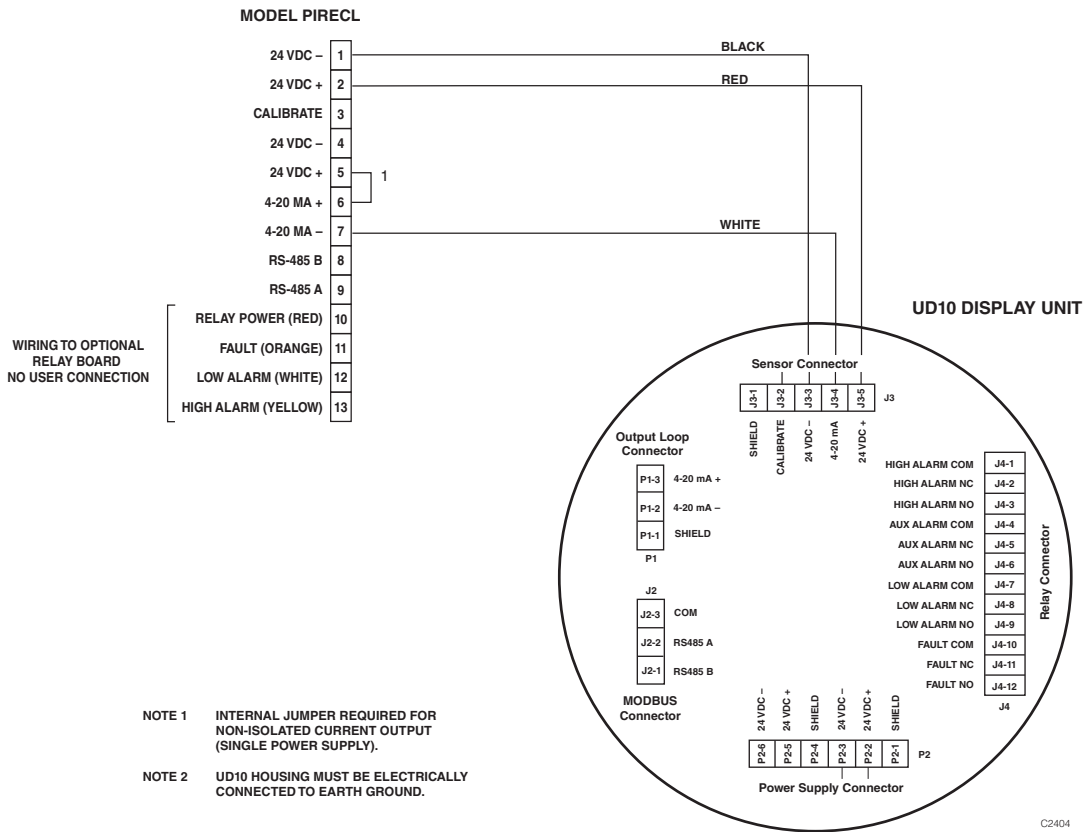 MODEL PIRECL
24 VDC – 1
24 VDC + 2
CALIBRATE 3
24 VDC – 4
24 VDC + 5
4-20 MA + 6
4-20 MA – 7
RS-485 B 8
RS-485 A 9
RELAY POWER (RED) 10
FAULT (ORANGE) 11
LOW ALARM (WHITE) 12
HIGH ALARM (YELLOW) 13
1
WIRING TO OPTIONAL
RELAY BOARD
NO USER CONNECTION
BLACK
RED
WHITE
UD10 DISPLAY UNIT
Sensor Connector
J3-1 J3-2 J3-3 J3-4 J3-5 J3
SHIELD
CALIBRATE
24 VDC –
4-20 mA
24 VDC +
Output Loop
Connector
P1-3 4-20 mA +
P1-2 4-20 mA –
P1-1 SHIELD
P1
J2
J2-3 COM
J2-2 RS485 A
J2-1 RS485 B
MODBUS
Connector
HIGH ALARM COM J4-1
HIGH ALARM NC J4-2
HIGH ALARM NO J4-3
AUX ALARM COM J4-4
AUX ALARM NC J4-5
AUX ALARM NO J4-6
LOW ALARM COM J4-7
LOW ALARM NC J4-8
LOW ALARM NO J4-9
FAULT COM J4-10
FAULT NC J4-11
FAULT NO J4-12
J4
Relay Connector
24 VDC –
24 VDC +
SHIELD
24 VDC –
24 VDC +
SHIELD
P2-6 P2-5 P2-4 P2-3 P2-2 P2-1 P2
Power Supply Connector
NOTE 1 INTERNAL JUMPER REQUIRED FOR
NON-ISOLATED CURRENT OUTPUT
(SINGLE POWER SUPPLY).
NOTE 2 UD10 HOUSING MUST BE ELECTRICALLY
CONNECTED TO EARTH GROUND.
C2404